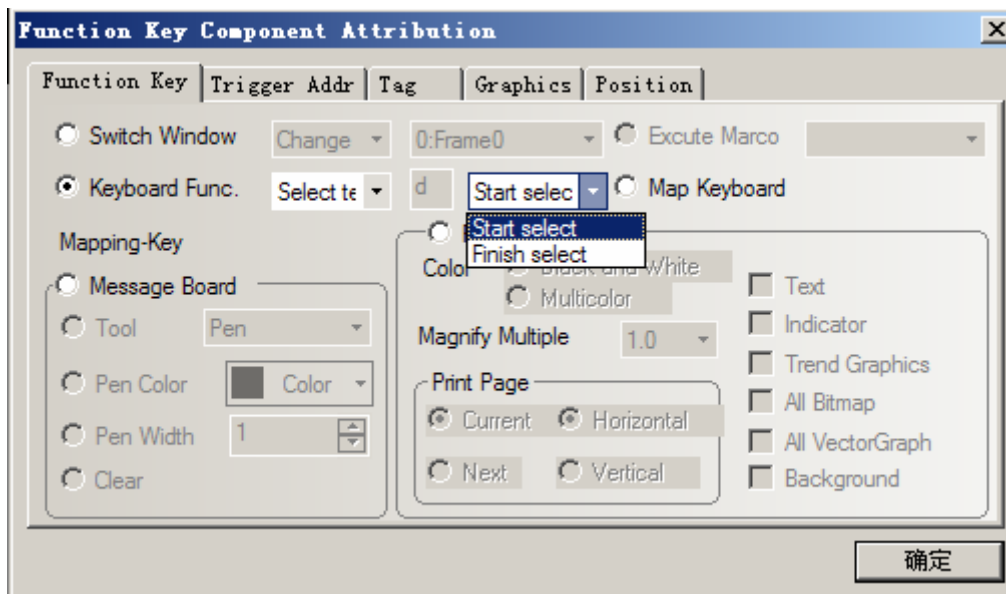 Function Key Component Attribution
Function Key Trigger Addr Tag Graphics Position
Switch Window Change 0:Frame0 Excute Marco
Keyboard Func. Select te d Start selec Map Keyboard
Start select
Finish select
Mapping-Key
Message Board
Tool Pen
Pen Color Color
Pen Width 1
Clear
Color Black and White
Multicolor
Magnify Multiple 1.0
Print Page
Current Horizontal
Next Vertical
Text
Indicator
Trend Graphics
All Bitmap
All VectorGraph
Background
确定